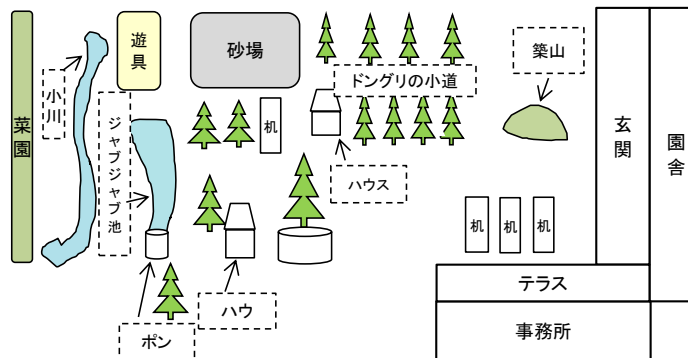 菜園
小川
遊具
ジャブジャブ池
砂場
ドングリの小道
築山
玄関
園舎
机
ハウス
机
机
机
テラス
ハウ
ポン
事務所